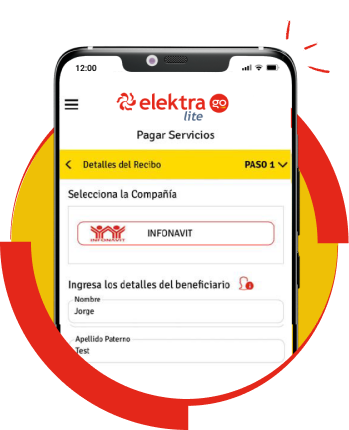 12:00
elektra go
lite
Pagar Servicios
Detalles del Recibo PASO 1
Selecciona la Compañía
INFONAVIT INFONAVIT
Ingresa los detalles del beneficiario
Nombre
Jorge
Apellido Paterno
Test